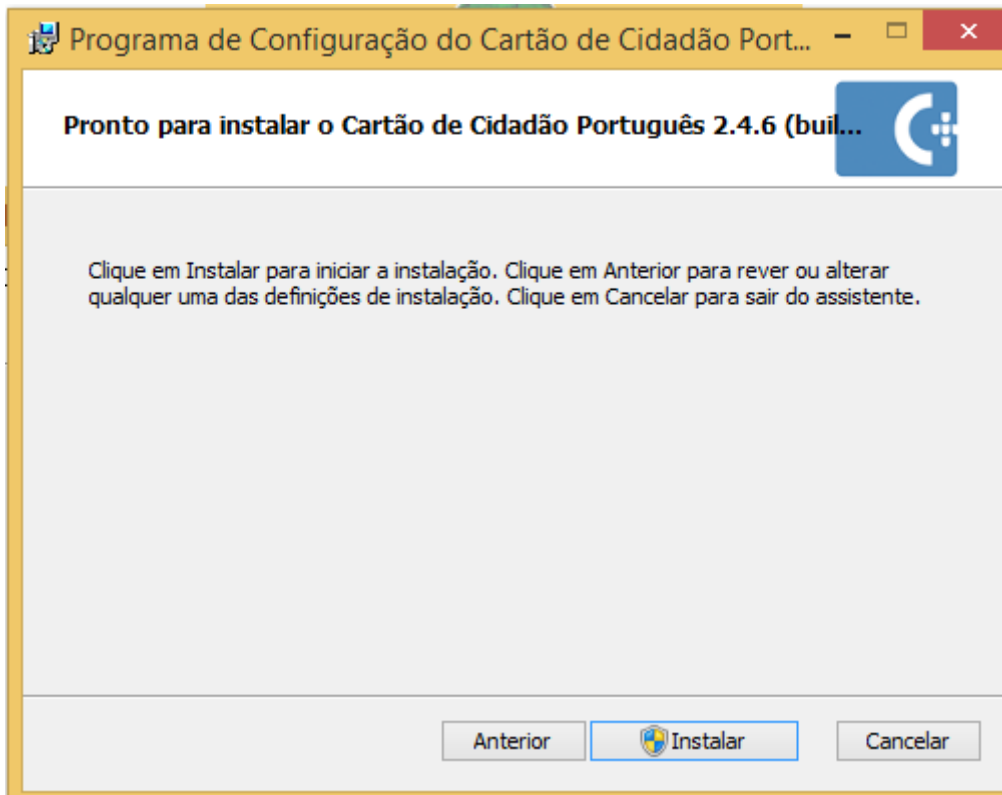 Programa de Configuração do Cartão de Cidadão Port...
Pronto para instalar o Cartão de Cidadão Português 2.4.6 (buil...
Clique em Instalar para iniciar a instalação. Clique em Anterior para rever ou alterar
qualquer uma das definições de instalação. Clique em Cancelar para sair do assistente.
Anterior
Instalar
Cancelar